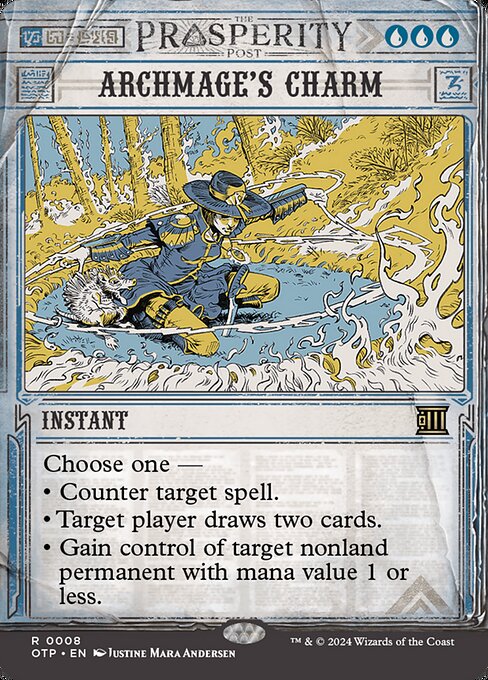 THE
PROSPERITY
POST
ARCHMAGE'S CHARM
INSTANT
Choose one —
• Counter target spell.
• Target player draws two cards.
• Gain control of target nonland
permanent with mana value 1 or
less.
R 0008
OTP • EN JUSTINE MARA ANDERSEN
™ & © 2024 Wizards of the Coast